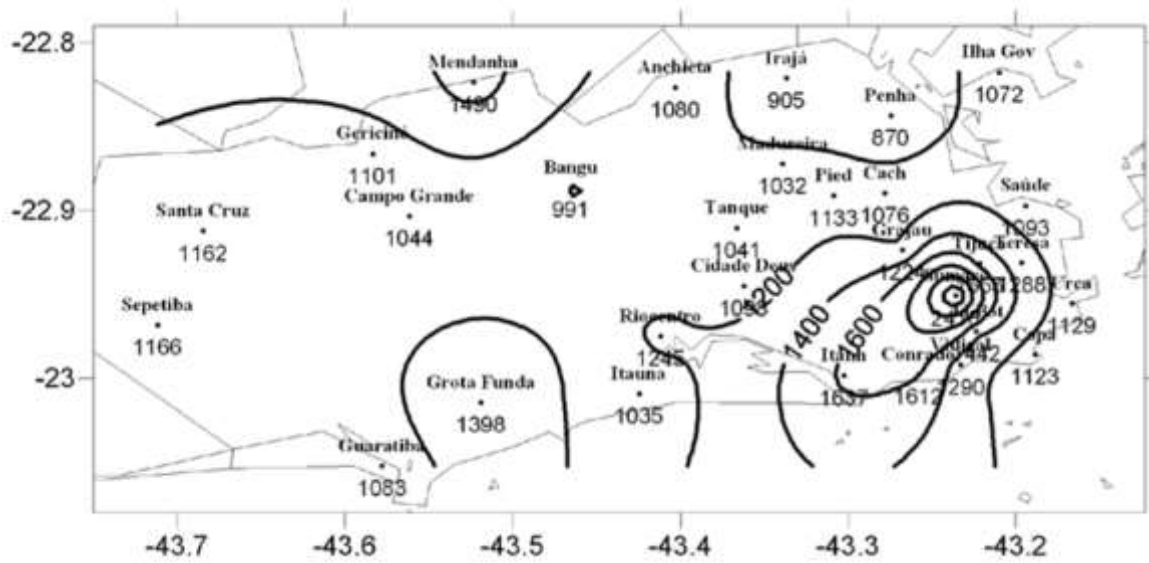 -22.8
Mendanha
1490
Anchieta
1080
Irajá
905
Ilha Gov
1072
Penha
870
Gericinó
1101
Bangu
991
Madureira
1032
Pied
1133
Cach
1076
Saúde
1093
-22.9
Santa Cruz
1162
Campo Grande
1044
Tanque
1041
Grajau
1224
Tijuca
Teresa
1288
Cidade Deus
1093
1200
Urca
1129
Sepetiba
1166
Riocentro
1245
1400
1600
Vidigal
1290
Copa
1123
-23
Grota Funda
1398
Itauna
1035
Itanh
1637
Conrado
1612
Guaratiba
1083
-43.7
-43.6
-43.5
-43.4
-43.3
-43.2